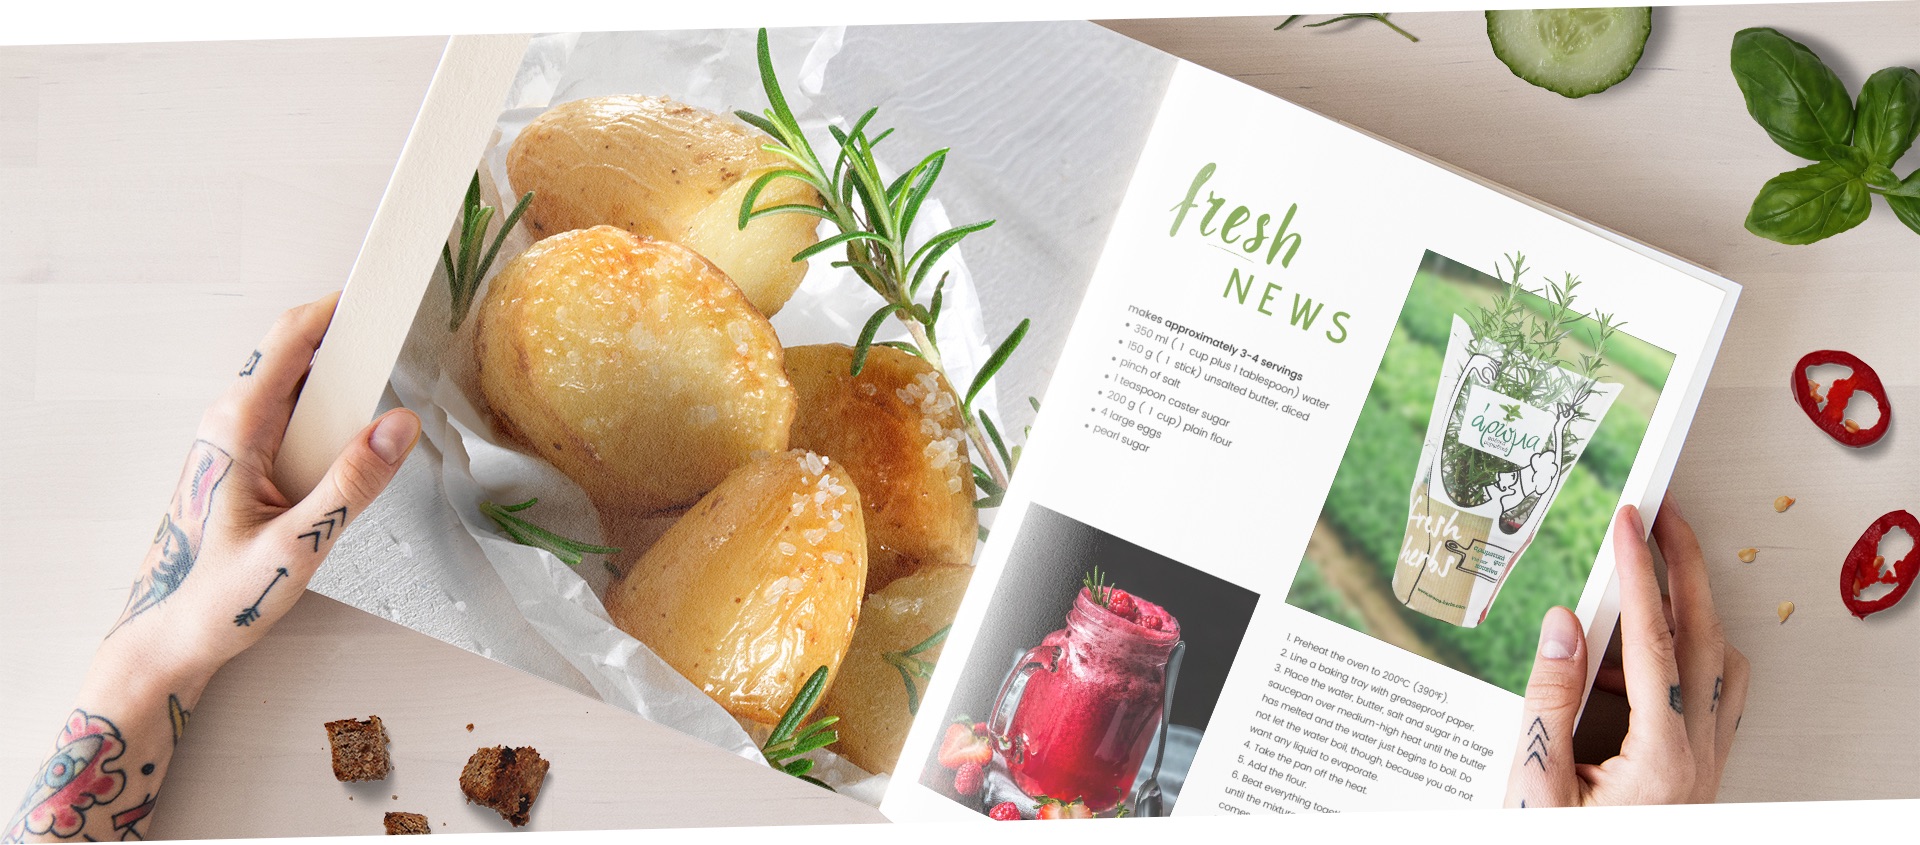 fresh
NEWS
makes approximately 3-4 servings
• 350 ml ( 1 cup plus 1 tablespoon) water
• 150 g ( 1 stick) unsalted butter, diced
• pinch of salt
• 1 teaspoon caster sugar
• 200 g ( 1 cup) plain flour
• 4 large eggs
• pearl sugar
άρωμα
fresh
herbs
1. Preheat the oven to 200ºC (390ºF).
2. Line a baking tray with greaseproof paper.
3. Place the water, butter, salt and sugar in a large
saucepan over medium-high heat until the butter
has melted and the water just begins to boil. Do
not let the water boil, though, because you do not
want any liquid to evaporate.
4. Take the pan off the heat.
5. Add the flour.
6. Beat everything
until the
comes